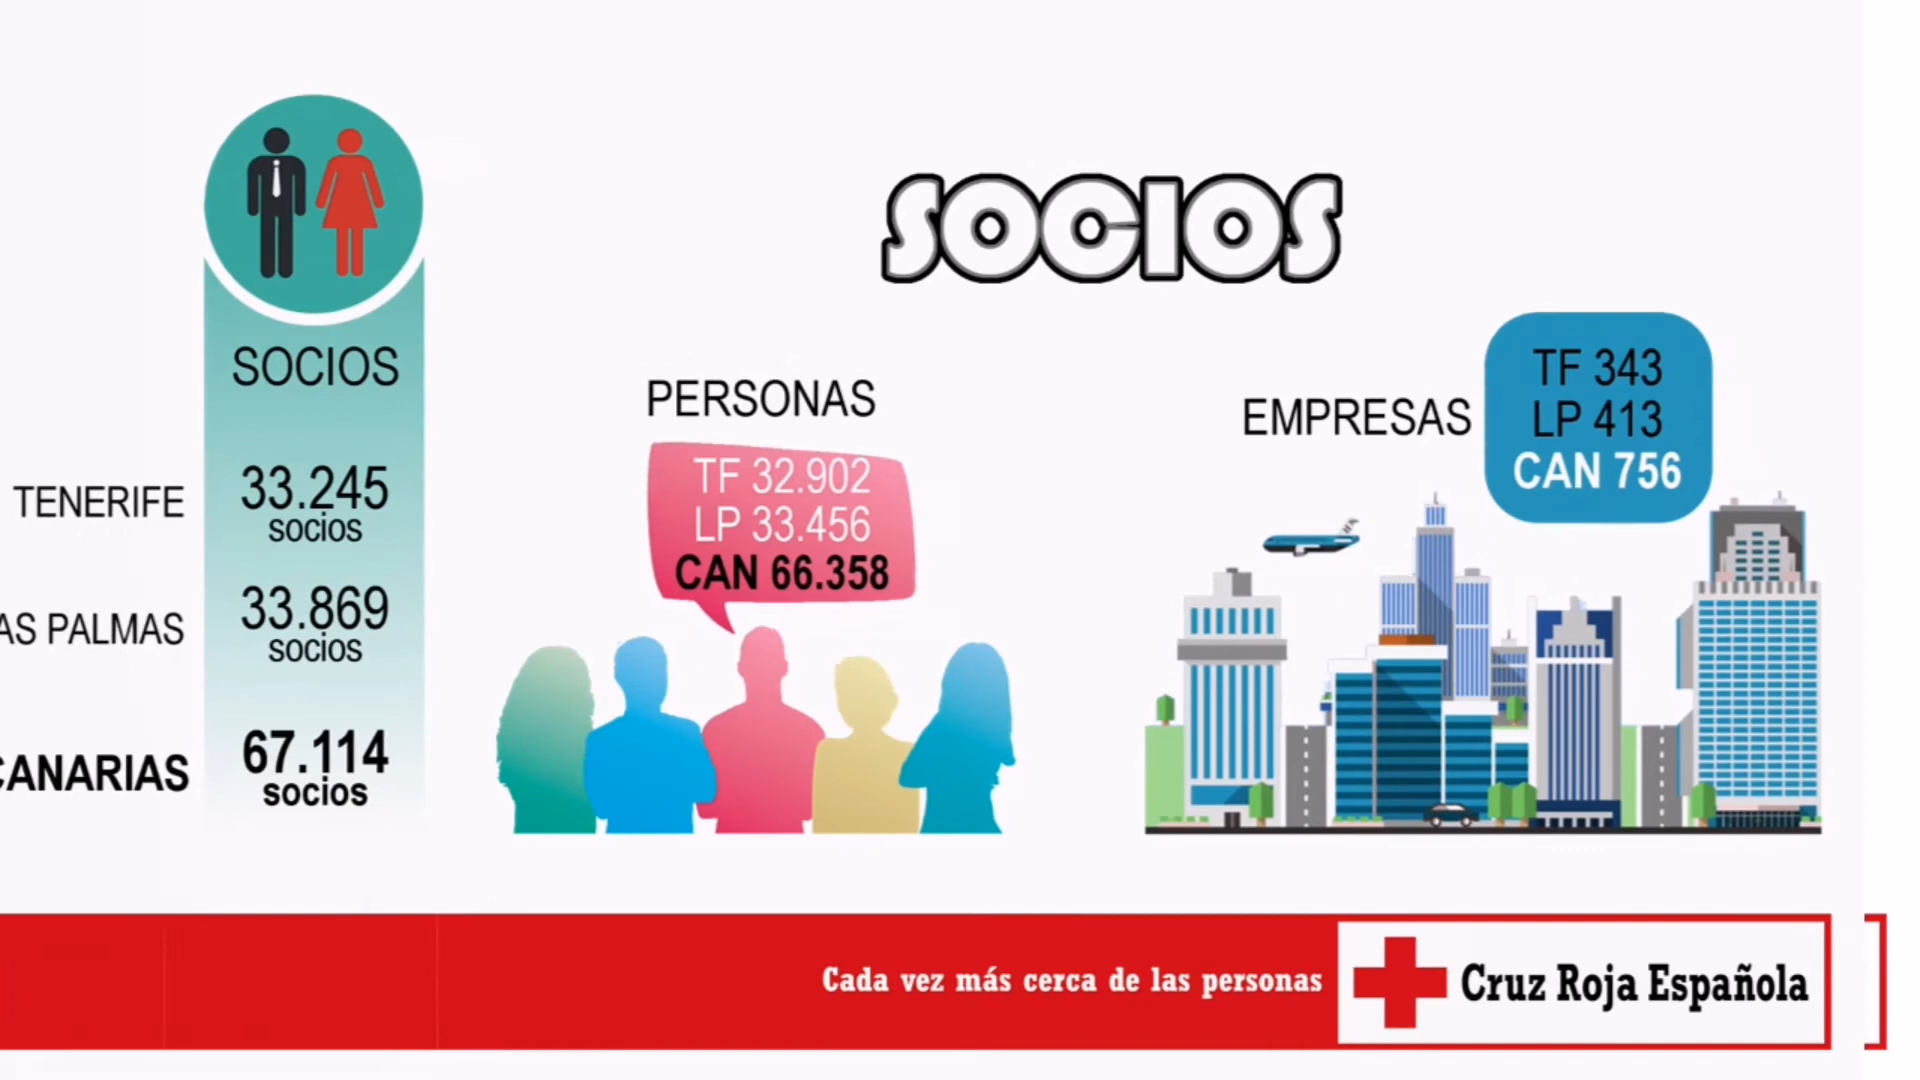 SOCIOS
SOCIOS
TENERIFE
33.245
socios
AS PALMAS
33.869
socios
CANARIAS
67.114
socios
PERSONAS
TF 32.902
LP 33.456
CAN 66.358
EMPRESAS
TF 343
LP 413
CAN 756
Cada vez más cerca de las personas
Cruz Roja Española